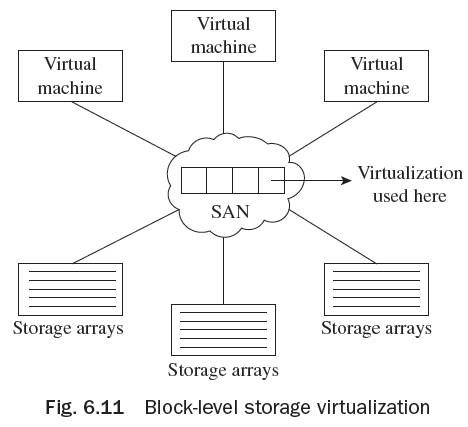 Virtual
machine
Virtual
machine
Virtual
machine
Virtualization
used here
SAN
Storage arrays
Storage arrays
Storage arrays
Fig. 6.11 Block-level storage virtualization